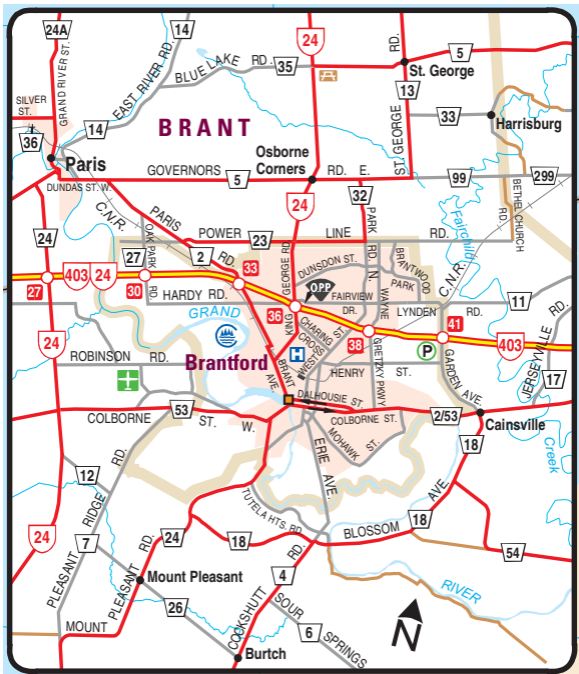 24A
14
24
RD.
5
GRAND RIVER ST.
EAST RIVER RD.
BLUE LAKE RD.
35
St. George
13
SILVER
ST.
14
BRANT
ST. GEORGE
33
Harrisburg
36
Paris
Osborne
Corners
GOVERNORS
5
RD. E.
99
299
DUNDAS ST. W.
C.N.R.
PARIS
24
32
PARK
Fairchild
BETHEL CHURCH
RD.
24
OAK PARK
RD.
27
POWER
23
LINE
RD.
2
RD.
33
GEORGE RD.
KING
DUNSDON ST.
RD. N.
BRANTWOOD
PARK
C.N.R.
27
403
24
30
HARDY RD.
OPP
FAIRVIEW
DR.
WAYNE
GRETZKY PKWY
LYNDEN
RD.
11
GRAND
36
CHARING
CROSS
ST.
WEST
38
41
403
JERSEYVILLE RD.
24
ROBINSON RD.
Brantford
H
BRANT
AVE.
HENRY ST.
P
GARDEN AVE.
17
DALHOUSIE ST.
COLBORNE
53
ST. W.
COLBORNE ST.
2/53
Cainsville
MOHAWK
ST.
ERIE AVE.
18
Creek
12
RIDGE
RD.
PLEASANT
24
TUTELA HTS. RD.
AVE.
7
RD.
24
18
BLOSSOM
18
54
PLEASANT
Mount Pleasant
RD.
4
RIVER
26
COCKSHUTT
SOUR
SPRINGS
6
MOUNT
Burtch
N